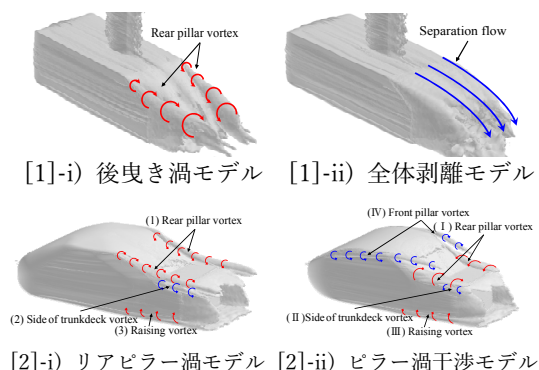 Rear pillar vortex
Separation flow
[1]-i) 後曳き渦モデル
[1]-ii) 全体剥離モデル
(1) Rear pillar vortex
(2) Side of trunkdeck vortex
(3) Raising vortex
(IV) Front pillar vortex
(Ⅰ) Rear pillar vortex
(Ⅱ)Side of trunkdeck vortex
(Ⅲ) Raising vortex
[2]-i) リアピラー渦モデル
[2]-ii) ピラー渦干渉モデル